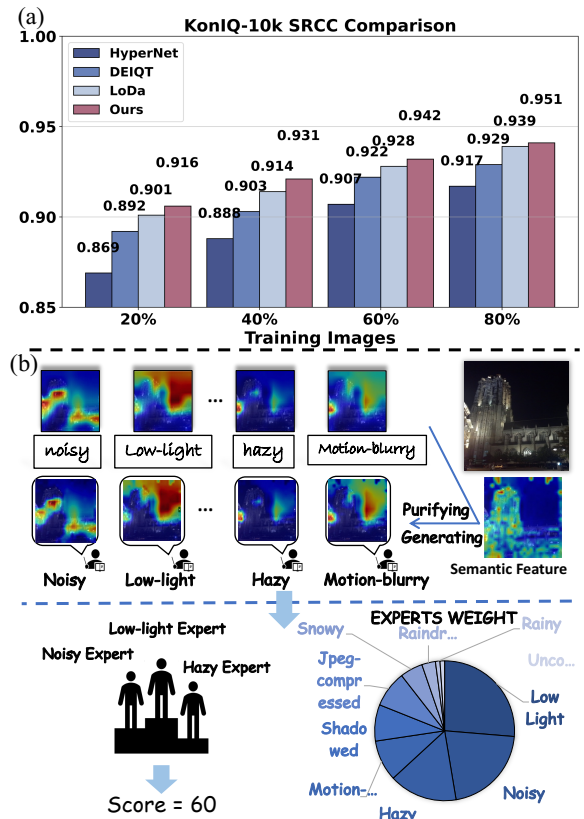 (a)
KonIQ-10k SRCC Comparison
1.00
0.95
0.90
0.85
HyperNet
DEIQT
LoDa
Ours
0.869
0.892
0.901
0.916
0.888
0.903
0.914
0.931
0.907
0.922
0.928
0.942
0.917
0.929
0.939
0.951
20%
40%
60%
80%
Training Images
(b)
...
noisy
Low-light
hazy
Motion-blurry
...
Purifying
Generating
Noisy
Low-light
Hazy
Motion-blurry
Semantic Feature
Low-light Expert
Noisy Expert
Hazy Expert
Score = 60
EXPERTS WEIGHT
Snowy
Raindr...
Rainy
Unco...
Jpeg-
compr
essed
Low
Light
Shado
wed
Motion-...
Hazy
Noisy